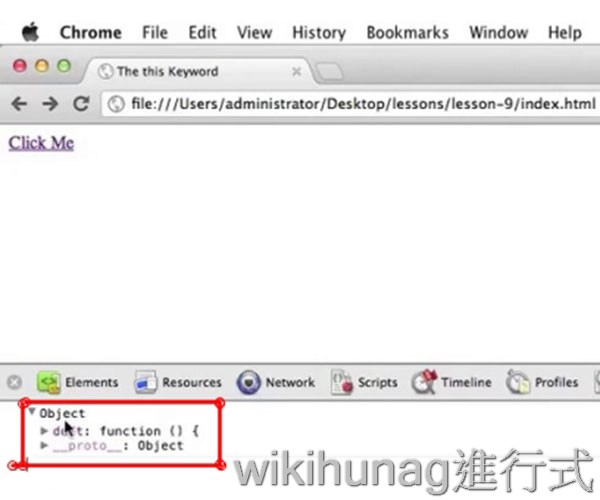 Chrome File Edit View History Bookmarks Window Help
The this Keyword
file:///Users/administrator/Desktop/lessons/lesson-9/index.html
Click Me
Elements Resources Network Scripts Timeline Profiles
Object
function () {
__proto__: Object
wikihunag進行式